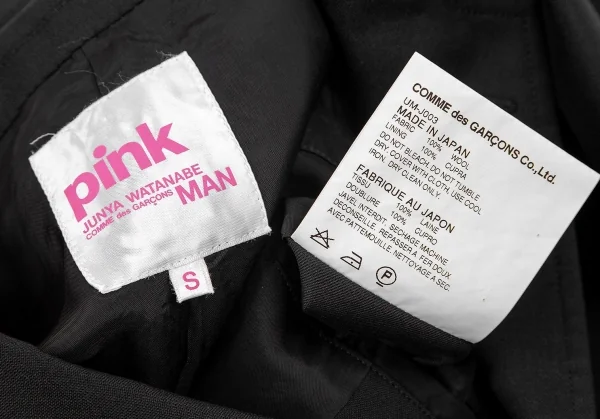 pink
JUNYA WATANABE
COMME des GARÇONS MAN
S
COMME des GARÇONS Co.,Ltd.
UM-J003
MADE IN JAPAN
FABRIC 100% WOOL
LINING 100% CUPRA
DO NOT BLEACH.DO NOT TUMBLE
DRY. COVER WITH CLOTH, USE COOL
IRON. DRY CLEAN ONLY.
FABRIQUÉ AU JAPON
TISSU 100% LAINE
DOUBLURE 100% CUPRO
JAVEL INTERDIT. SECHAGE MACHINE
DECONSEILLE. REPASSER A FER DOUX
AVEC PATTEMOUILLE. NETTOYAGE A SEC.
P